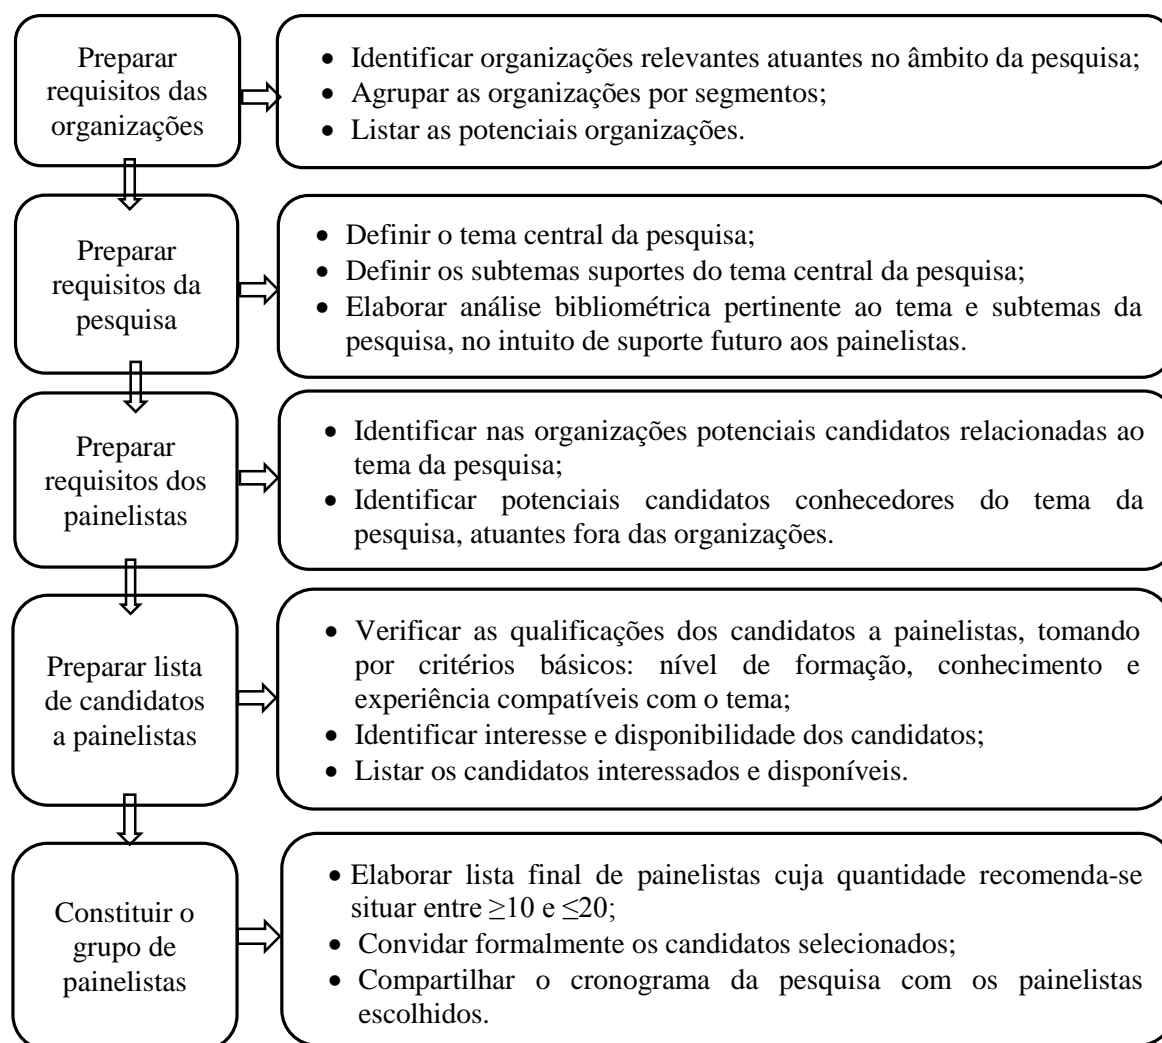 Preparar
requisitos das
organizações
• Identificar organizações relevantes atuantes no âmbito da pesquisa;
• Agrupar as organizações por segmentos;
• Listar as potenciais organizações.
Preparar
requisitos da
pesquisa
• Definir o tema central da pesquisa;
• Definir os subtemas suportes do tema central da pesquisa;
• Elaborar análise bibliométrica pertinente ao tema e subtemas da
pesquisa, no intuito de suporte futuro aos painelistas.
Preparar
requisitos dos
painelistas
• Identificar nas organizações potenciais candidatos relacionadas ao
tema da pesquisa;
• Identificar potenciais candidatos conhecedores do tema da
pesquisa, atuantes fora das organizações.
Preparar lista
de candidatos
a painelistas
• Verificar as qualificações dos candidatos a painelistas, tomando
por critérios básicos: nível de formação, conhecimento e
experiência compatíveis com o tema;
• Identificar interesse e disponibilidade dos candidatos;
• Listar os candidatos interessados e disponíveis.
Constituir o
grupo de
painelistas
• Elaborar lista final de painelistas cuja quantidade recomenda-se
situar entre ≥10 e ≤20;
• Convidar formalmente os candidatos selecionados;
• Compartilhar o cronograma da pesquisa com os painelistas
escolhidos.